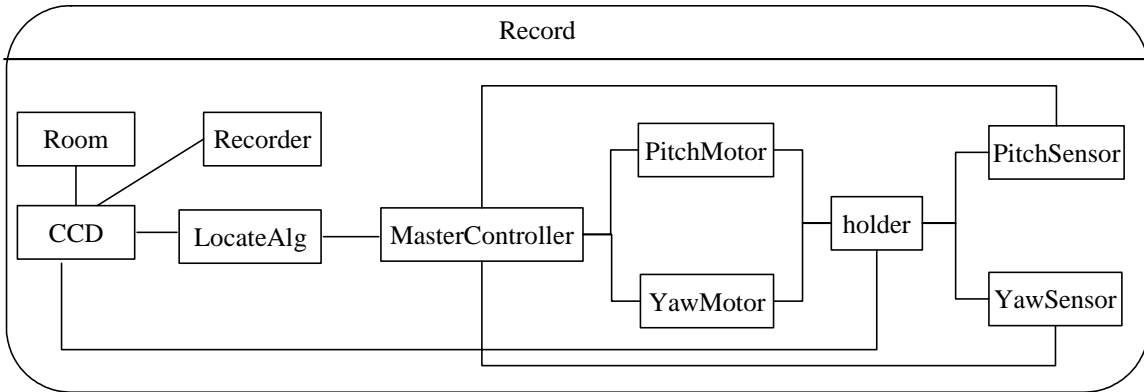 Record
Room
Recorder
PitchMotor
PitchSensor
CCD
LocateAlg
MasterController
holder
YawMotor
YawSensor